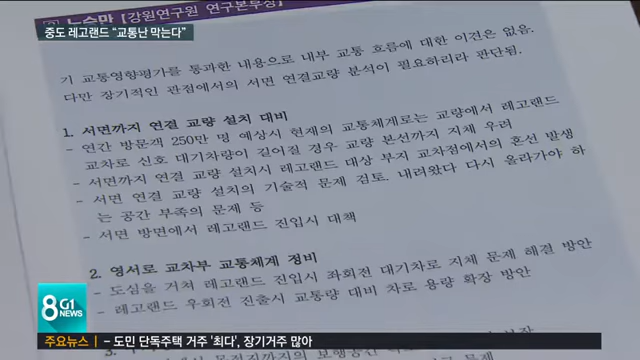 노승만 [강원연구원 연구본부장]
중도 레고랜드 "교통난 막는다"
기 교통영향평가를 통과한 내용으로 내부 교통 흐름에 대한 이견은 없음.
다만 장기적인 관점에서의 서면 연결교량 분석이 필요하리라 판단됨.
1. 서면까지 연결 교량 설치 대비
- 연간 방문객 250만 명 예상시 현재의 교통체계로는 교량에서 레고랜드
교차로 신호 대기차량이 길어질 경우 교량 본선까지 지체 우려
- 서면까지 연결 교량 설치시 레고랜드 대상 부지 교차점에서의 혼선 발생
- 서면 연결 교량 설치의 기술적 문제 검토. 내려왔다 다시 올라가야 하
는 공간 부족의 문제 등
- 서면 방면에서 레고랜드 진입시 대책
2. 영서로 교차부 교통체계 정비
- 도심을 거쳐 레고랜드 진입시 좌회전 대기차로 지체 문제 해결 방안
- 레고랜드 우회전 진출시 교통량 대비 차로 용량 확장 방안
3.
8 G1 NEWS
주요뉴스 - 도민 단독주택 거주 '최다', 장기거주 많아